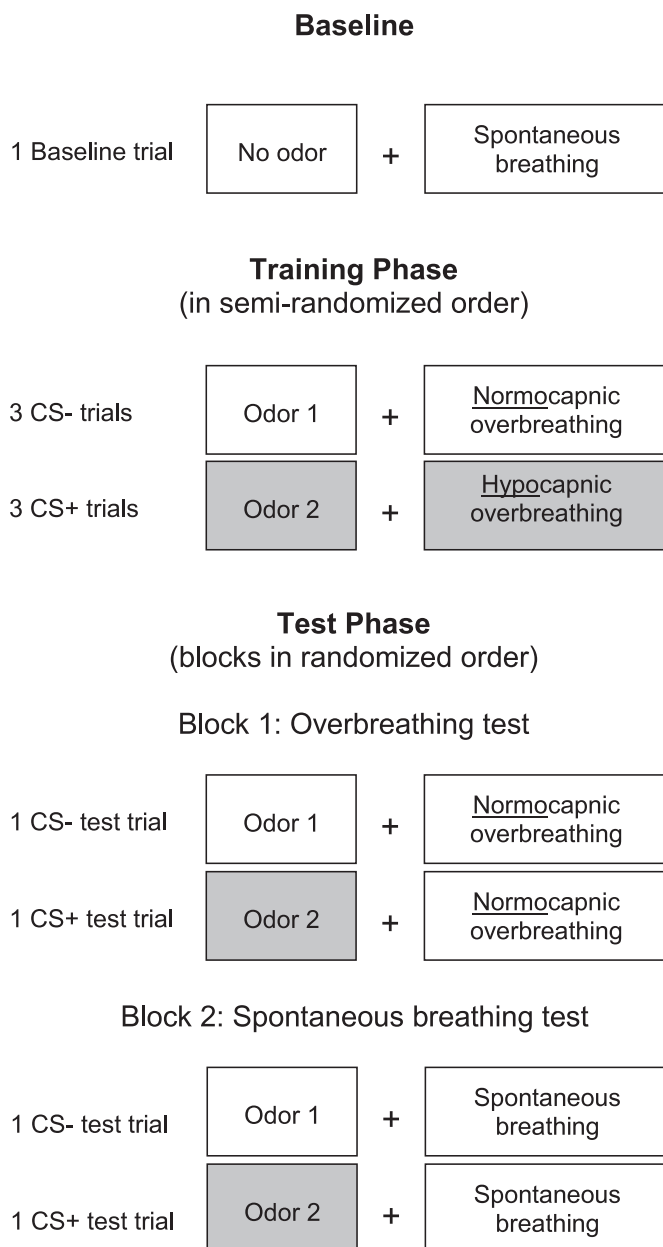 Baseline
1 Baseline trial No odor + Spontaneous
breathing
Training Phase
(in semi-randomized order)
3 CS- trials Odor 1 + Normocapnic
overbreathing
3 CS+ trials Odor 2 + Hypocapnic
overbreathing
Test Phase
(blocks in randomized order)
Block 1: Overbreathing test
1 CS- test trial Odor 1 + Normocapnic
overbreathing
1 CS+ test trial Odor 2 + Normocapnic
overbreathing
Block 2: Spontaneous breathing test
1 CS- test trial Odor 1 + Spontaneous
breathing
1 CS+ test trial Odor 2 + Spontaneous
breathing